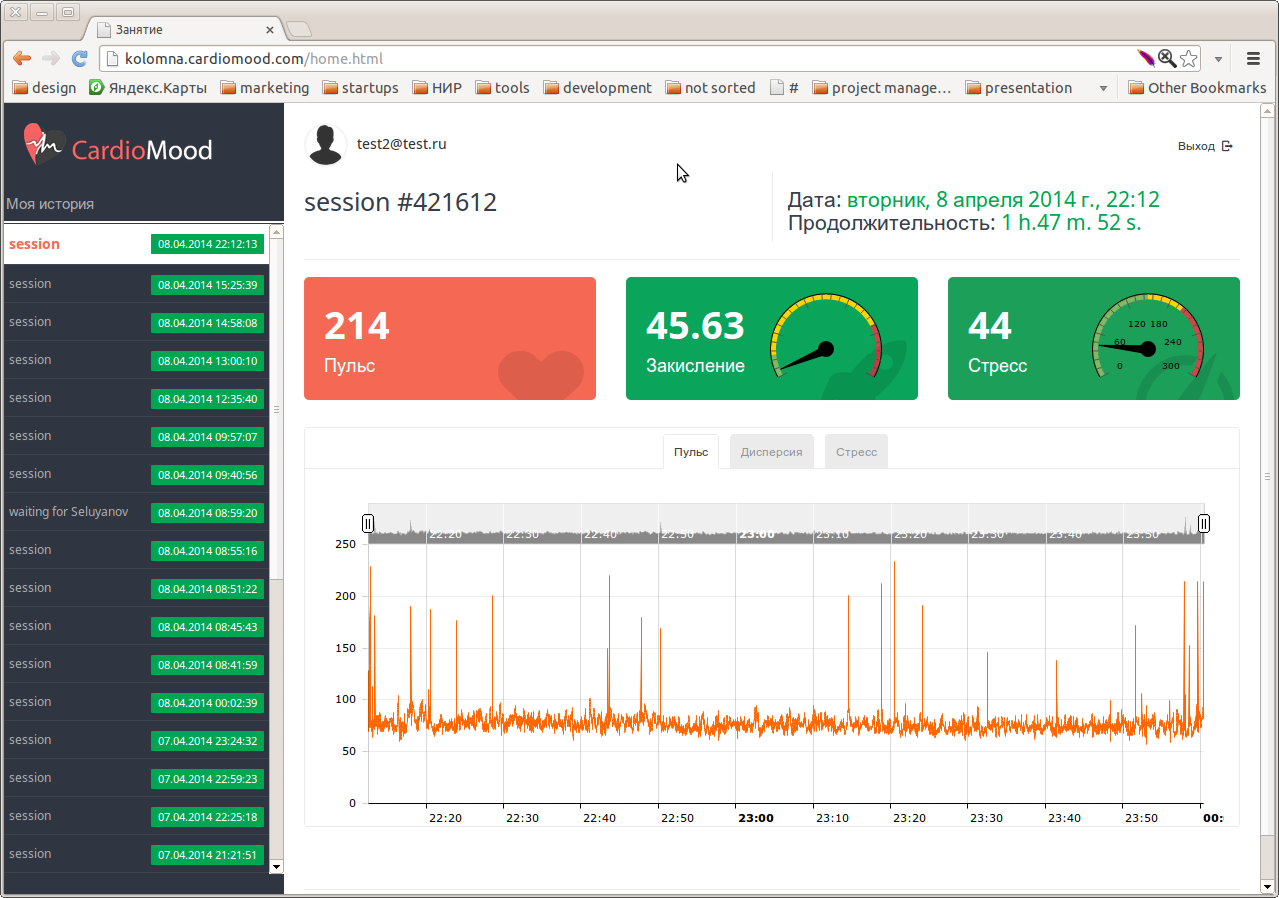 Занятие
kolomna.cardiomood.com/home.html
design
Яндекс.Карты
marketing
startups
НИР
tools
development
not sorted
#
project manage...
presentation
Other Bookmarks
CardioMood
Моя история
session 08.04.2014 22:12:13
session 08.04.2014 15:25:39
session 08.04.2014 14:58:08
session 08.04.2014 13:00:10
session 08.04.2014 12:35:40
session 08.04.2014 09:57:07
session 08.04.2014 09:40:56
waiting for Seluyanov 08.04.2014 08:59:20
session 08.04.2014 08:55:16
session 08.04.2014 08:51:22
session 08.04.2014 08:45:43
session 08.04.2014 08:41:59
session 08.04.2014 00:02:39
session 07.04.2014 23:24:32
session 07.04.2014 22:59:23
session 07.04.2014 22:25:18
session 07.04.2014 21:21:51
test2@test.ru
Выход
session #421612
Дата: вторник, 8 апреля 2014 г., 22:12
Продолжительность: 1 h.47 m. 52 s.
214
Пульс
45.63
Закисление
44
Стресс
0 60 120 180 240 300
Пульс Дисперсия Стресс
22:20 22:30 22:40 22:50 23:00 23:10 23:20 23:30 23:40 23:50
250
200
150
100
50
0
22:20 22:30 22:40 22:50 23:00 23:10 23:20 23:30 23:40 23:50 00: